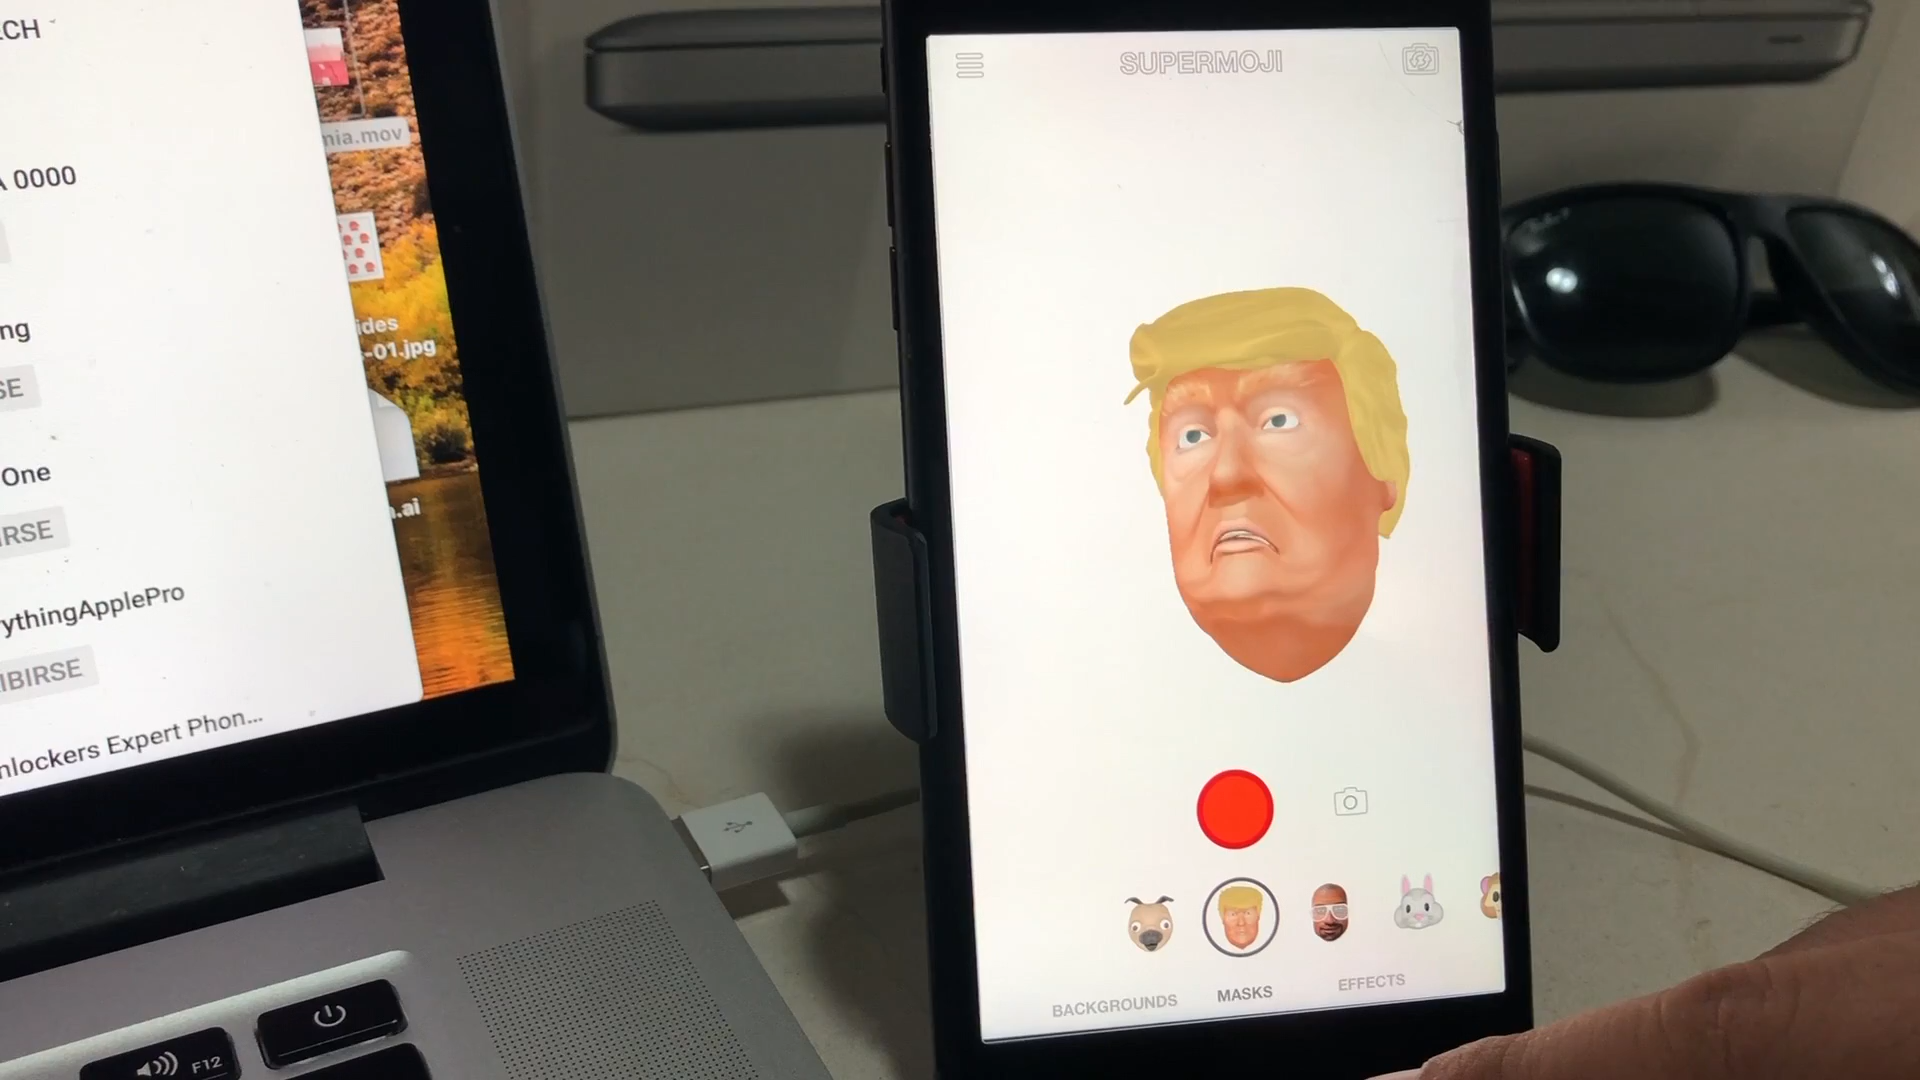 ECH
A 0000
ng
SE
One
IRSE
ythingApplePro
IBIRSE
nlockers Expert Phon...
mia.mov
ides
-01.jpg
.ai
F12
SUPERMOJI
BACKGROUNDS
MASKS
EFFECTS